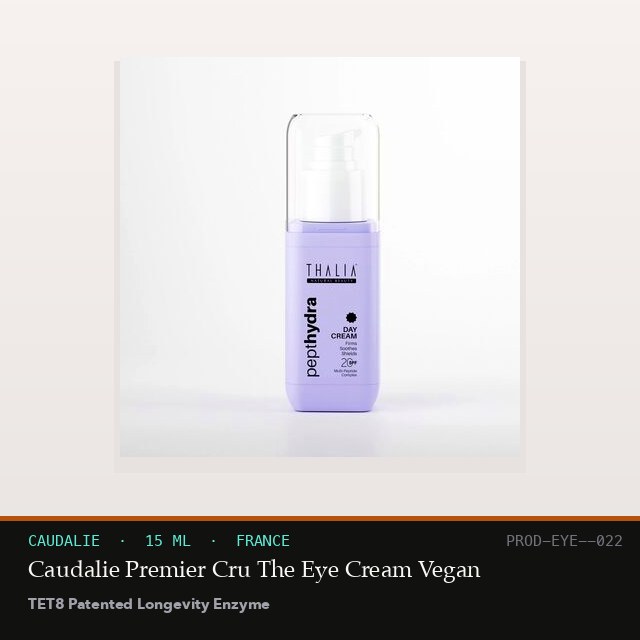 THALIA
NATURAL BEAUTY
pepthydra
DAY
CREAM
Firms
Soothes
Shields
20 SPF
Multi-Peptide
Complex
CAUDALIE · 15 ML · FRANCE
PROD–EYE––022
Caudalie Premier Cru The Eye Cream Vegan
TET8 Patented Longevity Enzyme